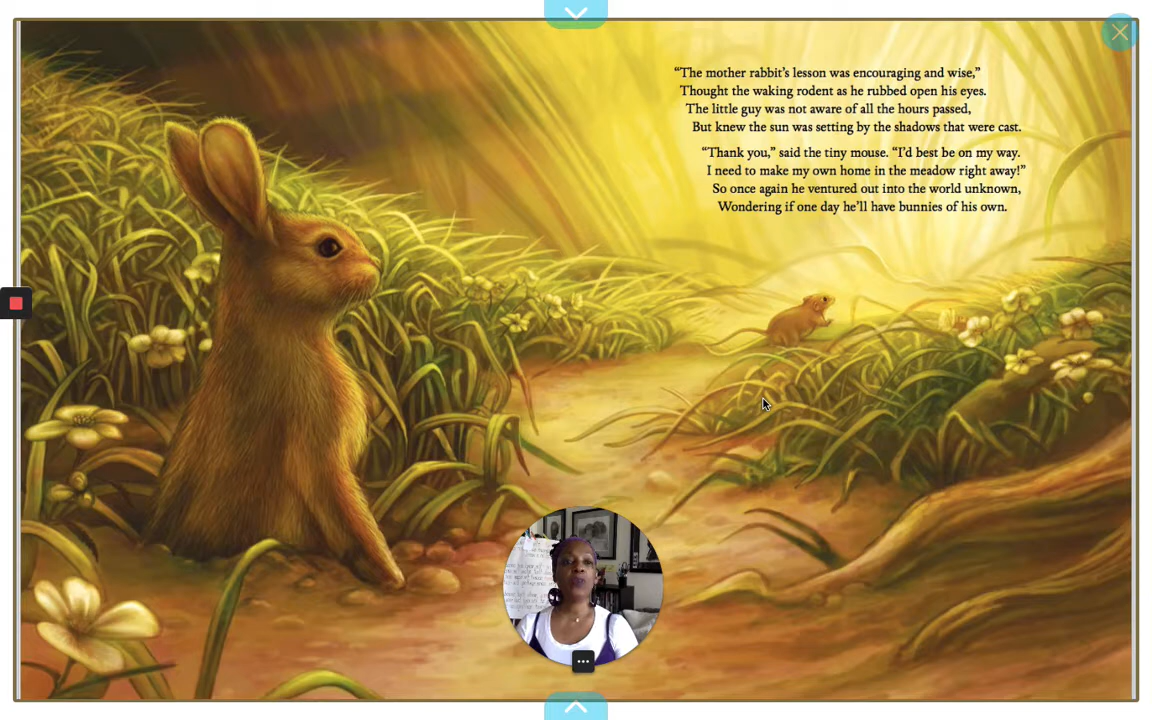 “The mother rabbit’s lesson was encouraging and wise,”
Thought the waking rodent as he rubbed open his eyes.
The little guy was not aware of all the hours passed,
But knew the sun was setting by the shadows that were cast.
“Thank you,” said the tiny mouse. “I’d best be on my way.
I need to make my own home in the meadow right away!”
So once again he ventured out into the world unknown,
Wondering if one day he’ll have bunnies of his own.